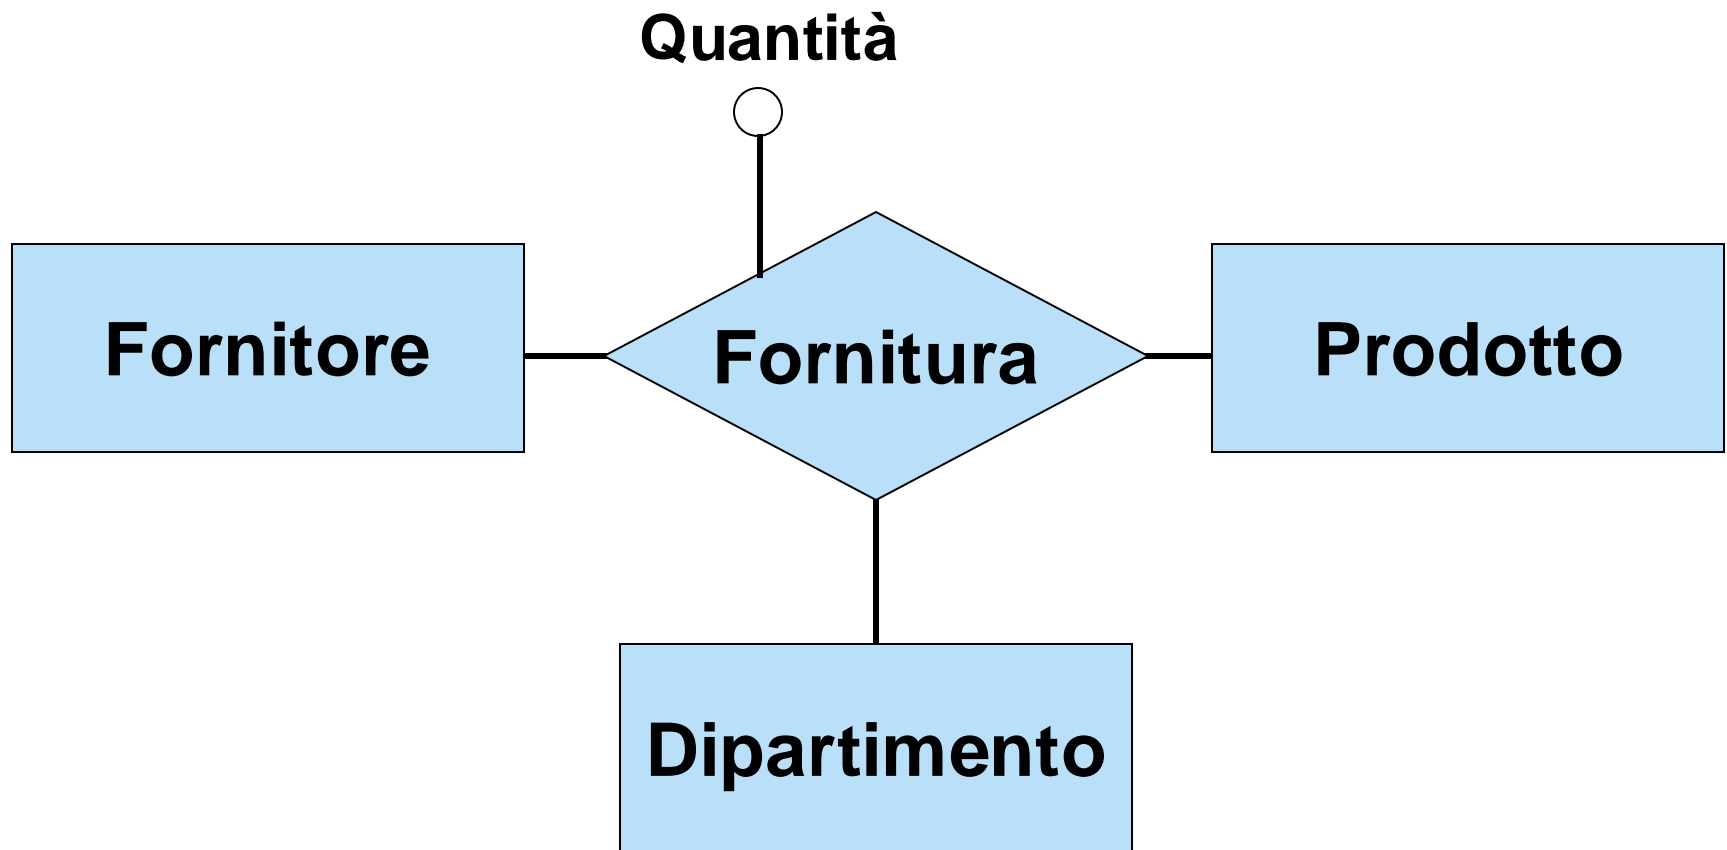 Quantità
Fornitore
Fornitura
Prodotto
Dipartimento